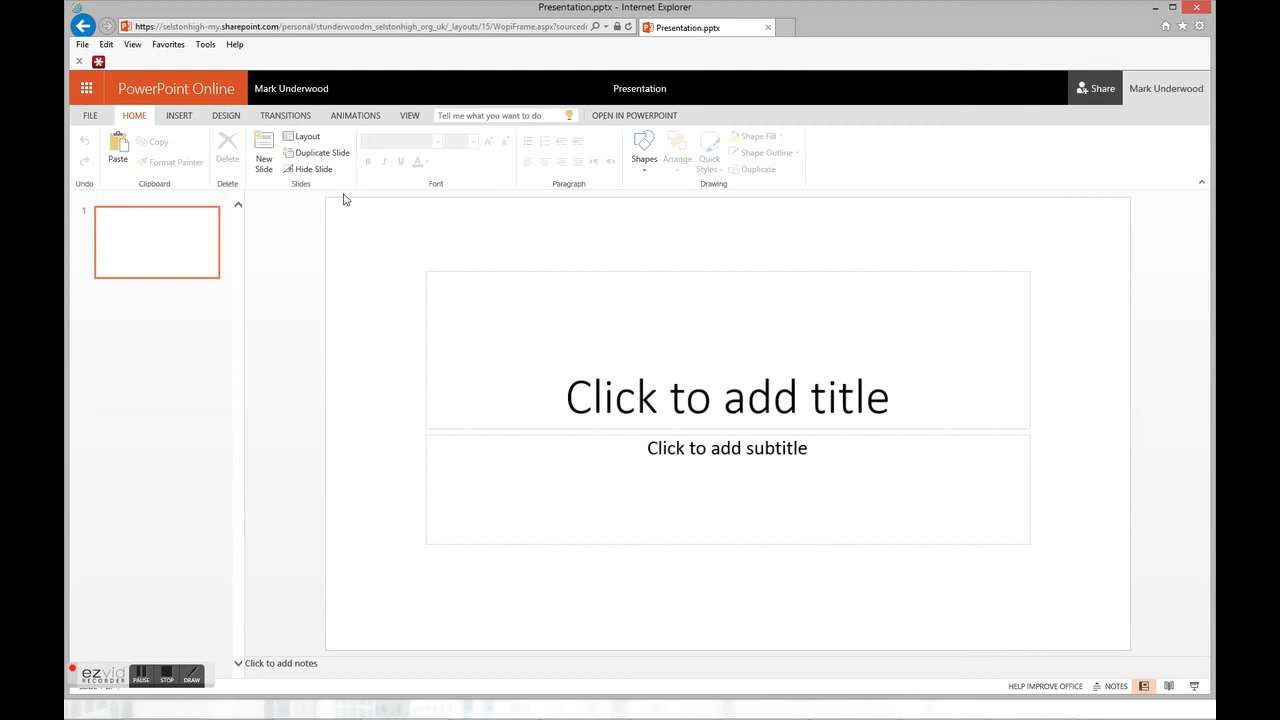 Presentation.pptx - Internet Explorer
https://selstonhigh-my.sharepoint.com/personal/stunderwoodm_selstonhigh_org_uk/_layouts/15/WopiFrame.aspx?sourcedo
Presentation.pptx
File Edit View Favorites Tools Help
PowerPoint Online
Mark Underwood
Presentation
Share
Mark Underwood
FILE HOME INSERT DESIGN TRANSITIONS ANIMATIONS VIEW Tell me what you want to do OPEN IN POWERPOINT
Paste
Copy
Format Painter
Delete
New Slide
Layout
Duplicate Slide
Hide Slide
B I U A
Shapes
Arrange
Quick Styles
Shape Fill
Shape Outline
Duplicate
Undo Clipboard Delete Slides Font Paragraph Drawing
1
Click to add title
Click to add subtitle
Click to add notes
ezvid
RECORDER
PAUSE STOP DRAW
HELP IMPROVE OFFICE NOTES